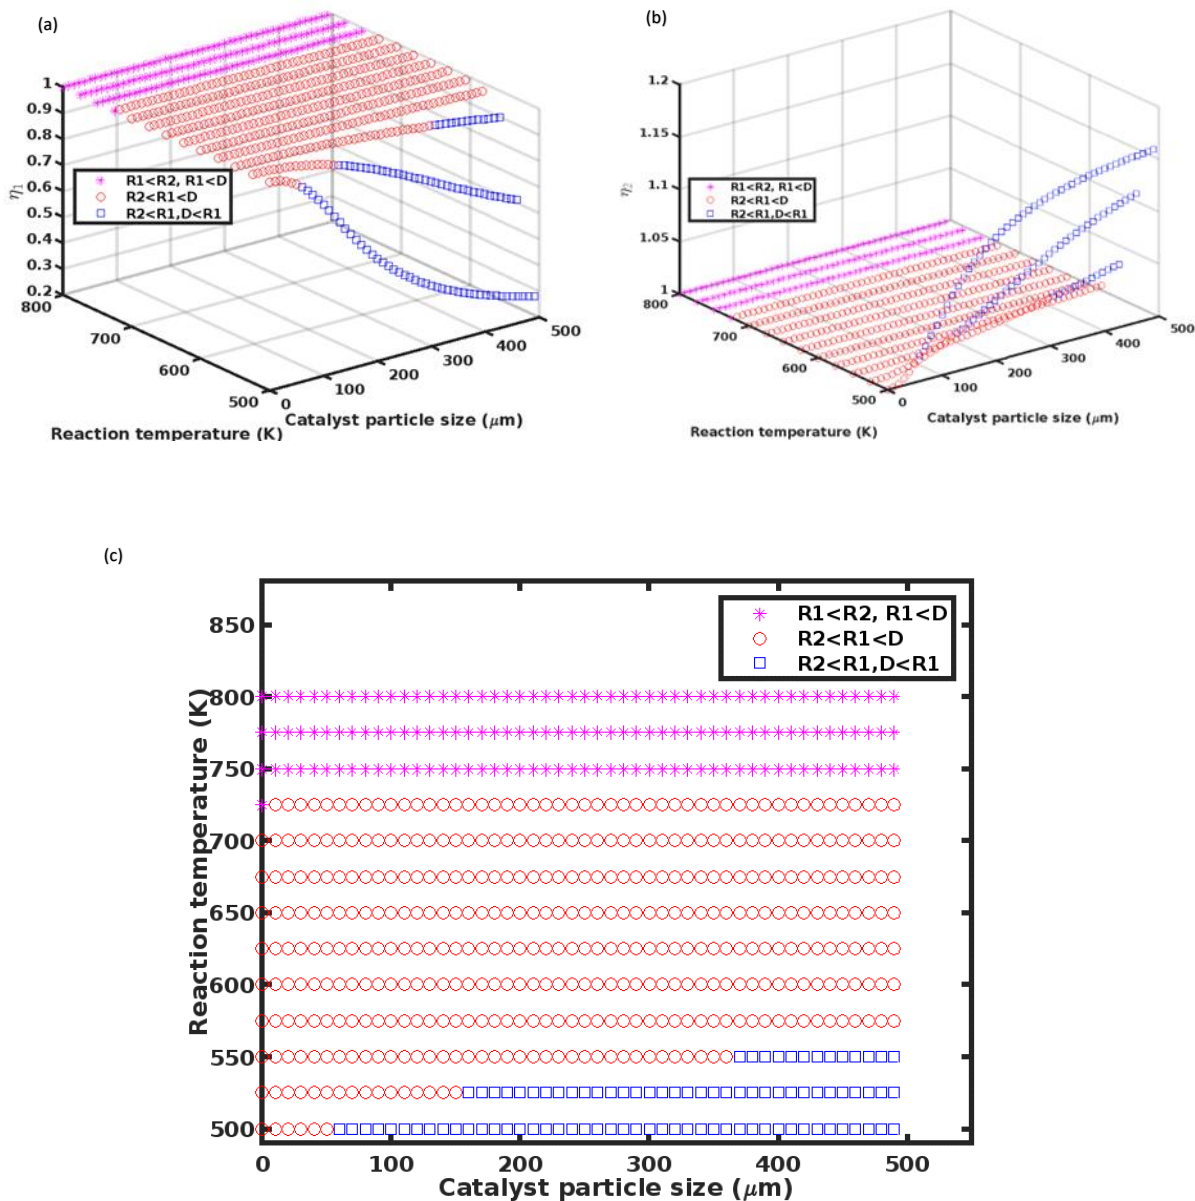 (a)
1
0.9
0.8
0.7
0.6
0.5
0.4
0.3
0.2
η1
R1<R2, R1<D
R2<R1<D
R2<R1,D<R1
800
700
600
500
0
100
200
300
400
500
Reaction temperature (K)
Catalyst particle size (μm)
(b)
1.2
1.15
1.1
1.05
1
η2
R1<R2, R1<D
R2<R1<D
R2<R1,D<R1
800
700
600
500
0
100
200
300
400
500
Reaction temperature (K)
Catalyst particle size (μm)
(c)
R1<R2, R1<D
R2<R1<D
R2<R1,D<R1
850
800
750
700
650
600
550
500
Reaction temperature (K)
0 100 200 300 400 500
Catalyst particle size (μm)